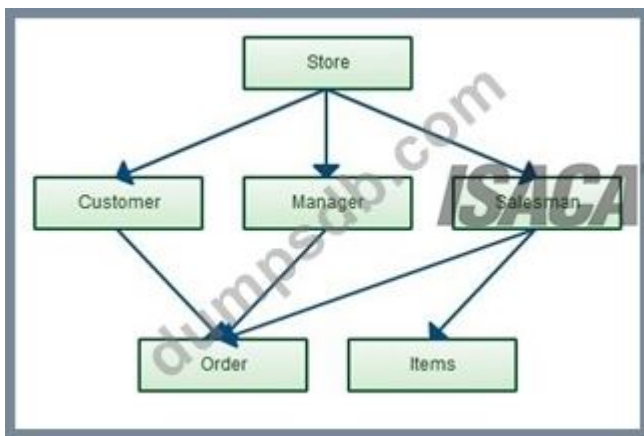 Store
Customer
Manager
Salesman
ISACA
Order
Items
dumpsdb.com